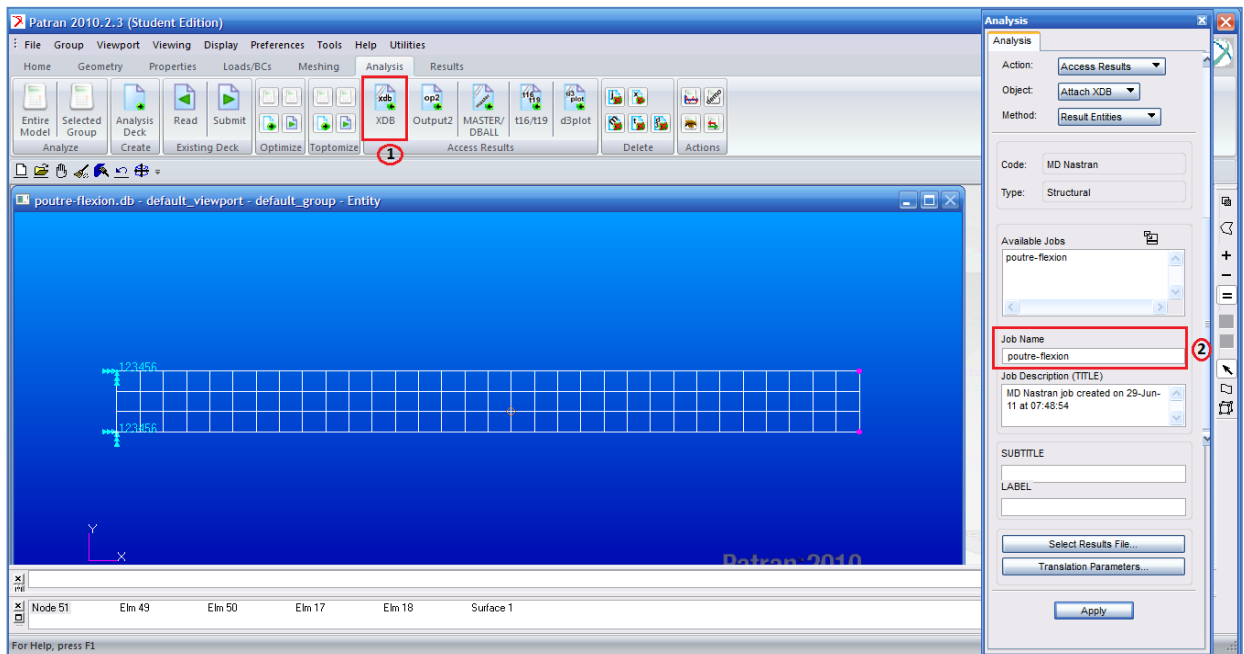 Patran 2010.2.3 (Student Edition)
File Group Viewport Viewing Display Preferences Tools Help Utilities
Home Geometry Properties Loads/BCs Meshing Analysis Results
xdb op2 t16 t19 d3 plot
Entire Model Selected Group Analysis Deck Read Submit XDB Output2 MASTER/ DBALL t16/t19 d3plot
Analyze Create Existing Deck Optimize Toptomize Access Results Delete Actions
1
poutre-flexion.db - default_viewport - default_group - Entity
123456
123456
Y
X
Patran 2010
Node 51 Elm 49 Elm 50 Elm 17 Elm 18 Surface 1
For Help, press F1
Analysis
Analysis
Action: Access Results
Object: Attach XDB
Method: Result Entities
Code: MD Nastran
Type: Structural
Available Jobs
poutre-flexion
Job Name
poutre-flexion
2
Job Description (TITLE)
MD Nastran job created on 29-Jun-
11 at 07:48:54
SUBTITLE
LABEL
Select Results File...
Translation Parameters...
Apply